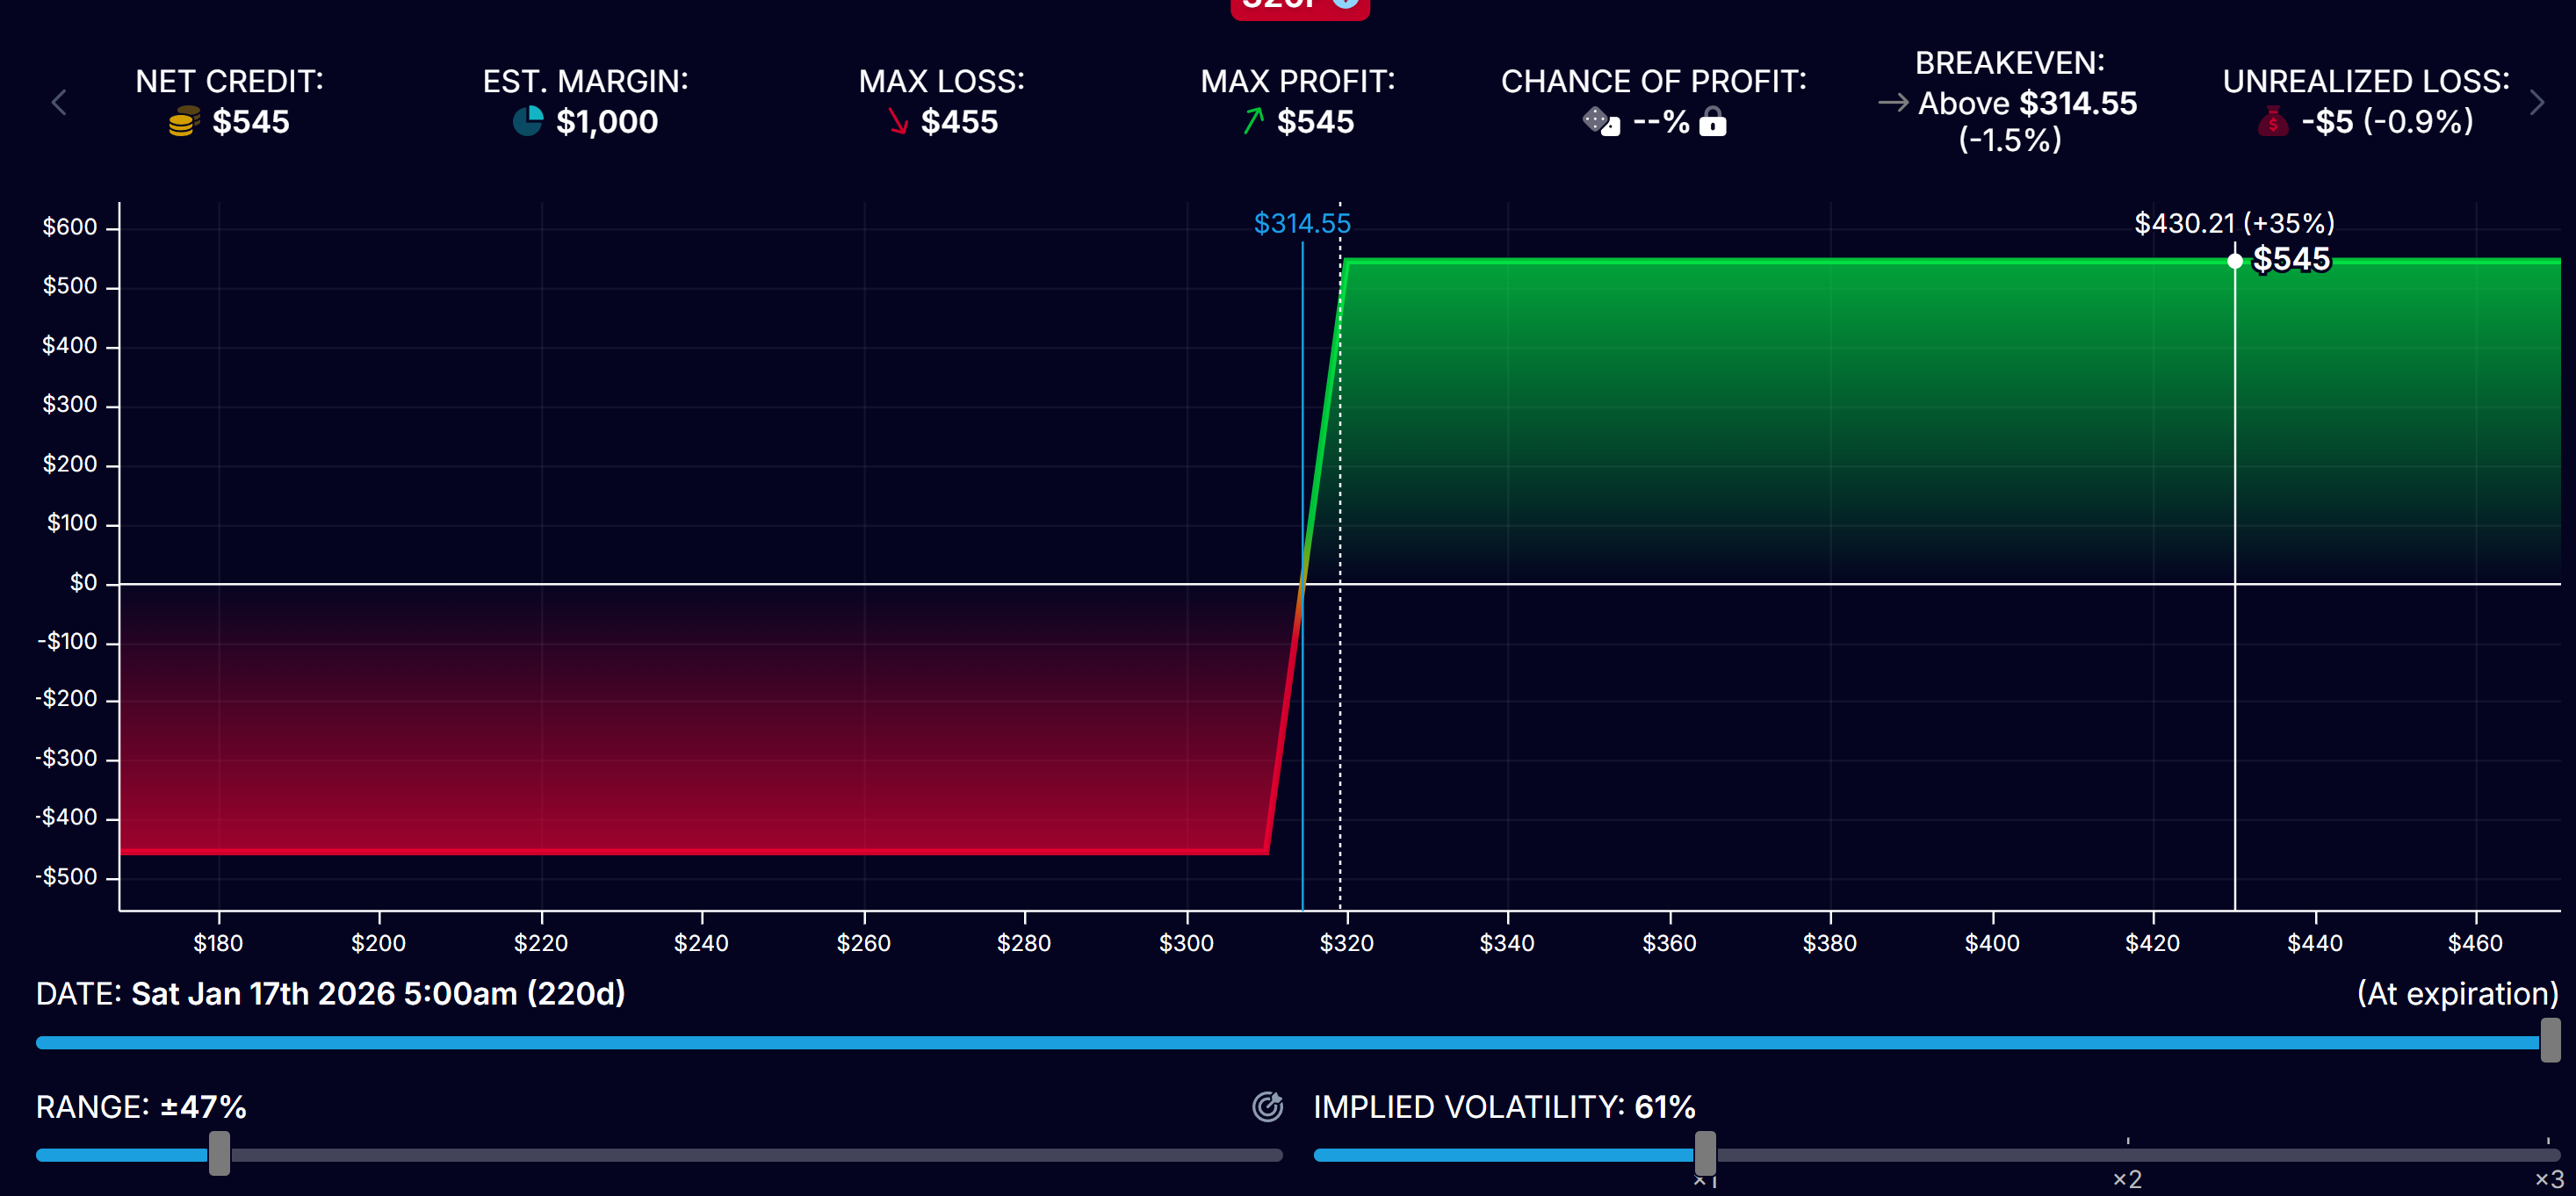 NET CREDIT:
$545
EST. MARGIN:
$1,000
MAX LOSS:
$455
MAX PROFIT:
$545
CHANCE OF PROFIT:
--%
BREAKEVEN:
→ Above $314.55
(-1.5%)
UNREALIZED LOSS:
-$5 (-0.9%)
$600
$500
$400
$300
$200
$100
$0
-$100
-$200
-$300
-$400
-$500
$314.55
$430.21 (+35%)
$545
$180 $200 $220 $240 $260 $280 $300 $320 $340 $360 $380 $400 $420 $440 $460
DATE: Sat Jan 17th 2026 5:00am (220d)
(At expiration)
RANGE: ±47%
IMPLIED VOLATILITY: 61%
×1 ×2 ×3